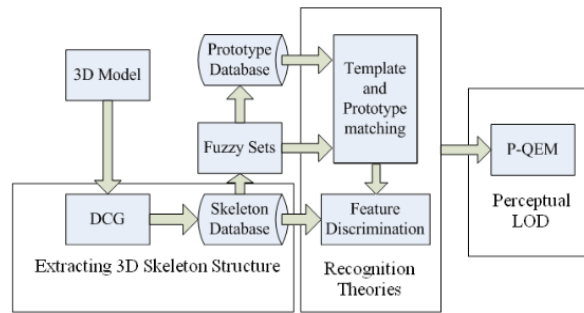 3D Model
Prototype
Database
Template
and
Prototype
matching
Fuzzy Sets
P-QEM
Perceptual
LOD
DCG
Skeleton
Database
Feature
Discrimination
Extracting 3D Skeleton Structure
Recognition
Theories